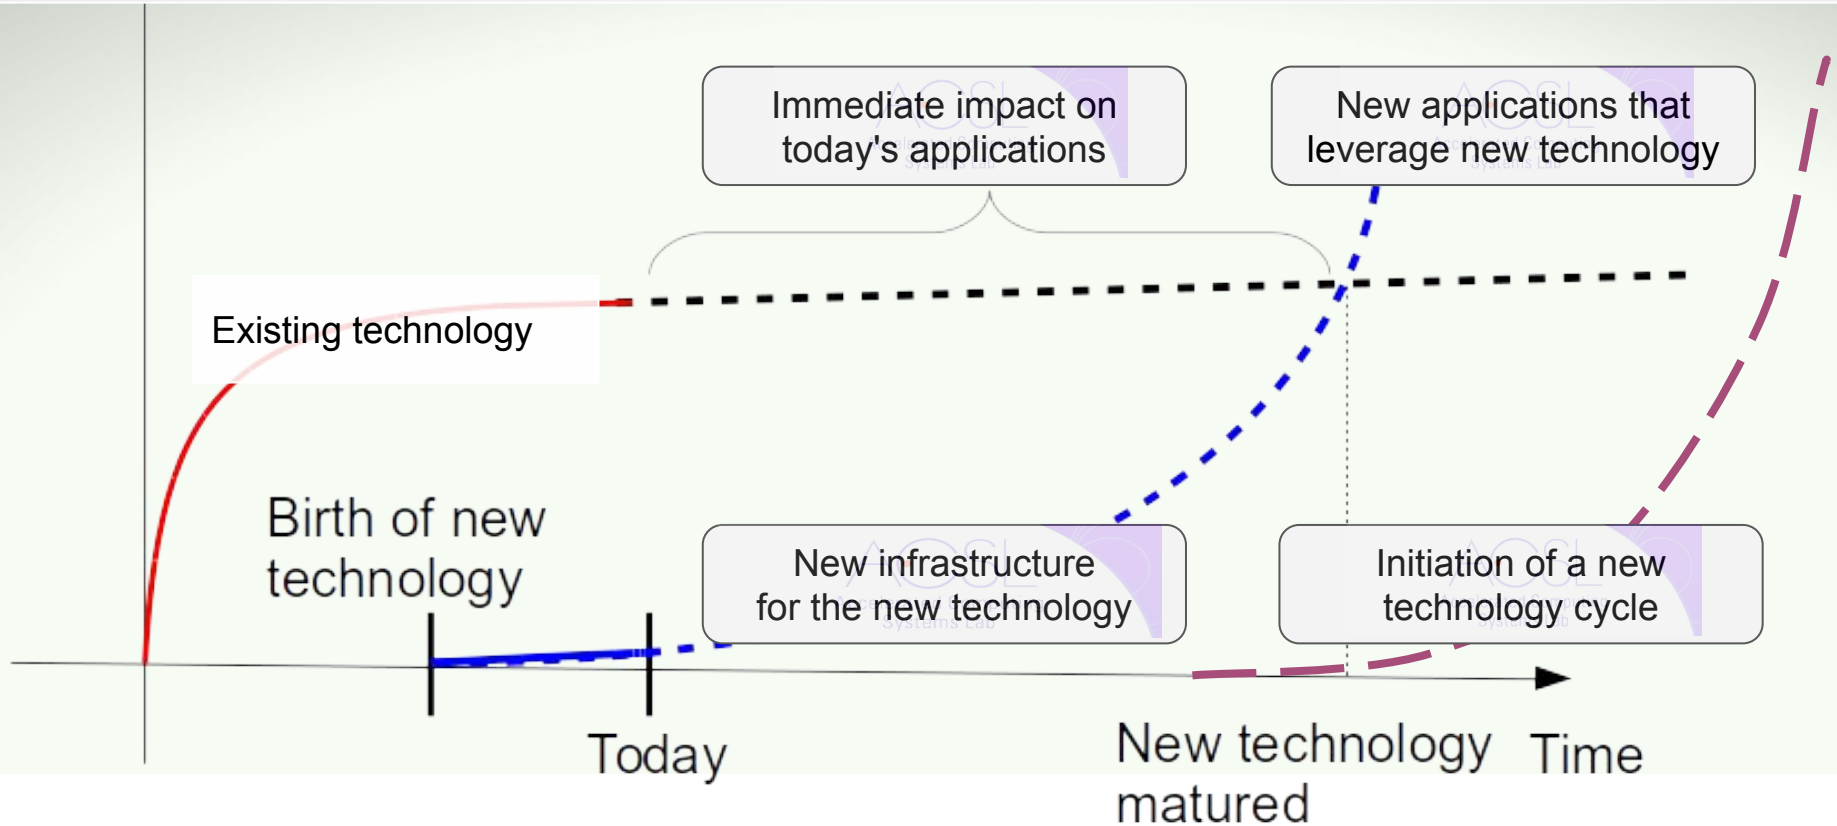 Immediate impact on
today's applications
New applications that
leverage new technology
Existing technology
Birth of new
technology
New infrastructure
for the new technology
Initiation of a new
technology cycle
Today
New technology
matured
Time